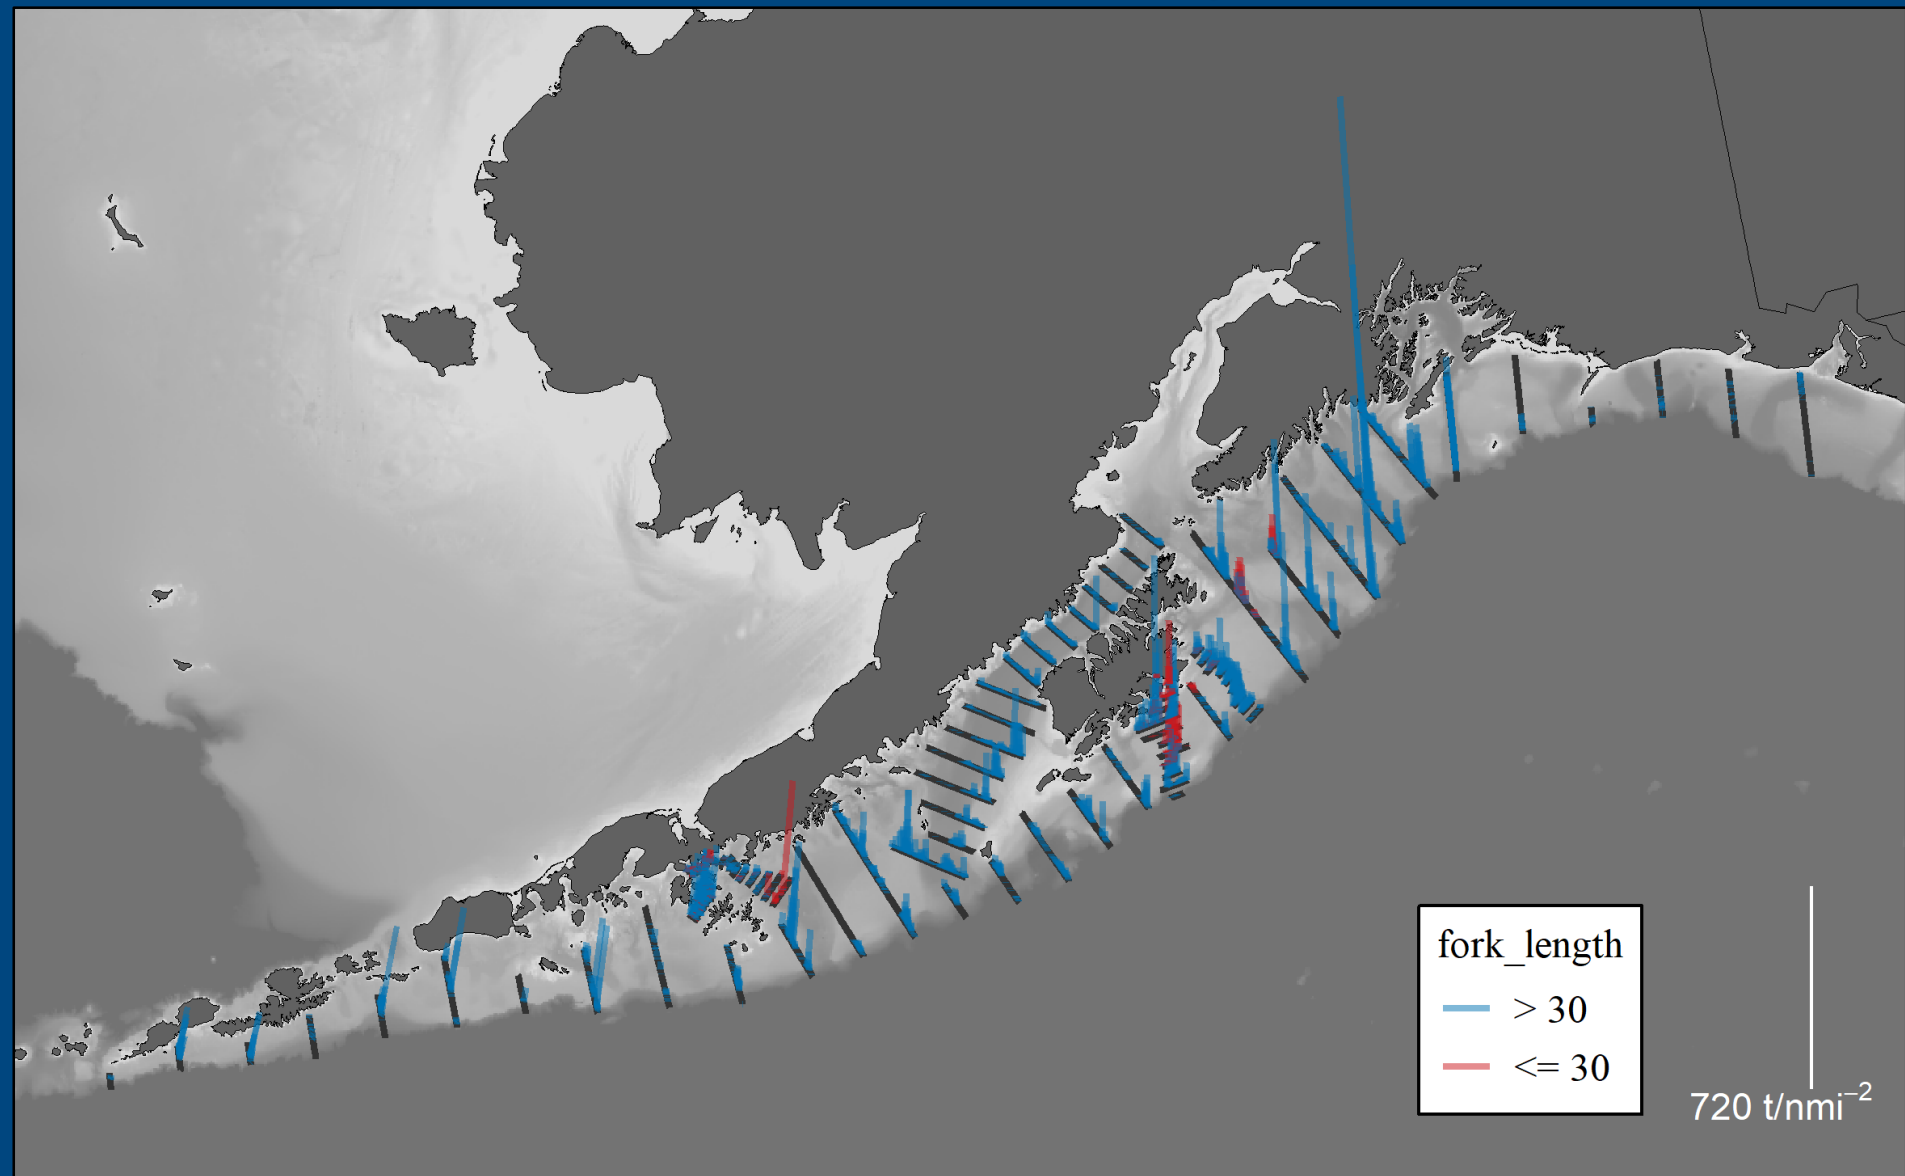 fork_length
> 30
<= 30
720 t/nmi⁻²